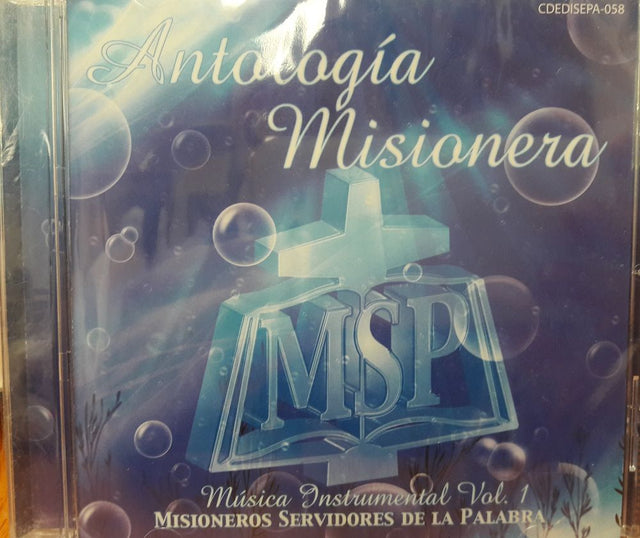 CDEDISEPA-058
Antología
Misionera
MSP
Música Instrumental Vol. 1
MISIONEROS SERVIDORES DE LA PALABRA